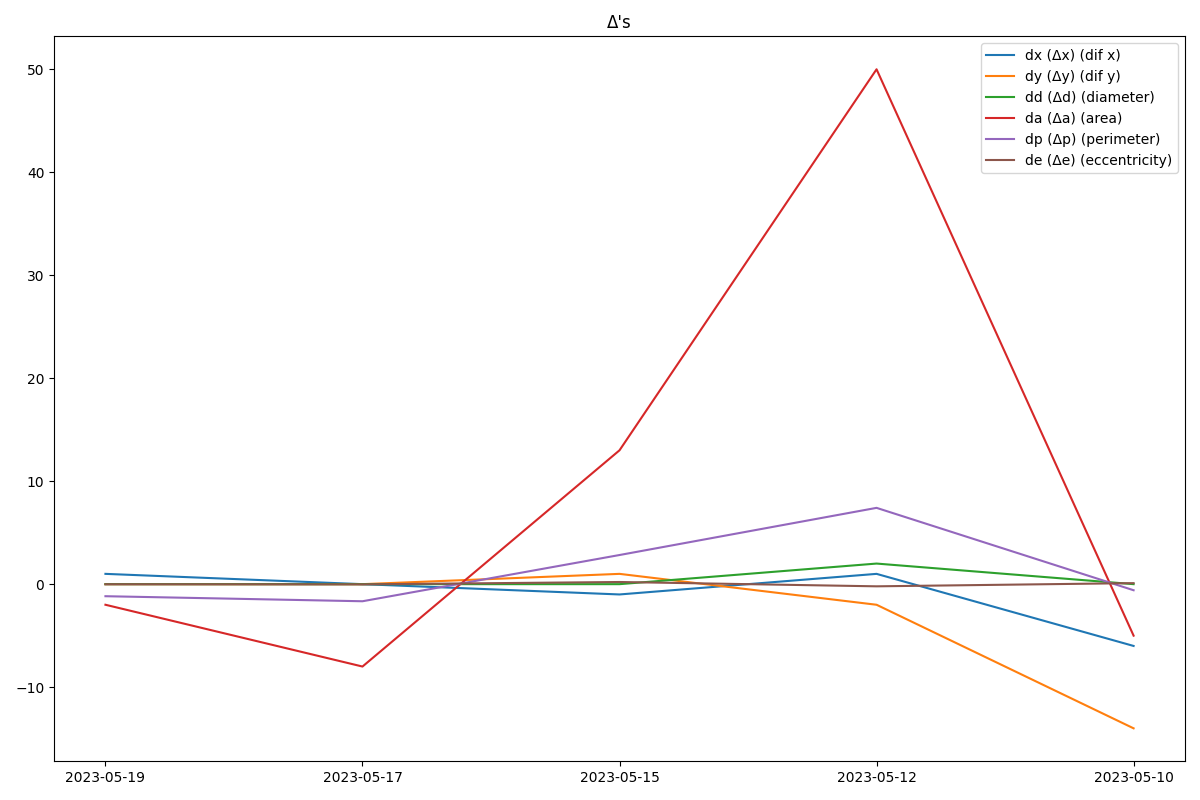 Δ's
dx (Δx) (dif x)
dy (Δy) (dif y)
dd (Δd) (diameter)
da (Δa) (area)
dp (Δp) (perimeter)
de (Δe) (eccentricity)
50
40
30
20
10
0
−10
2023-05-19 2023-05-17 2023-05-15 2023-05-12 2023-05-10